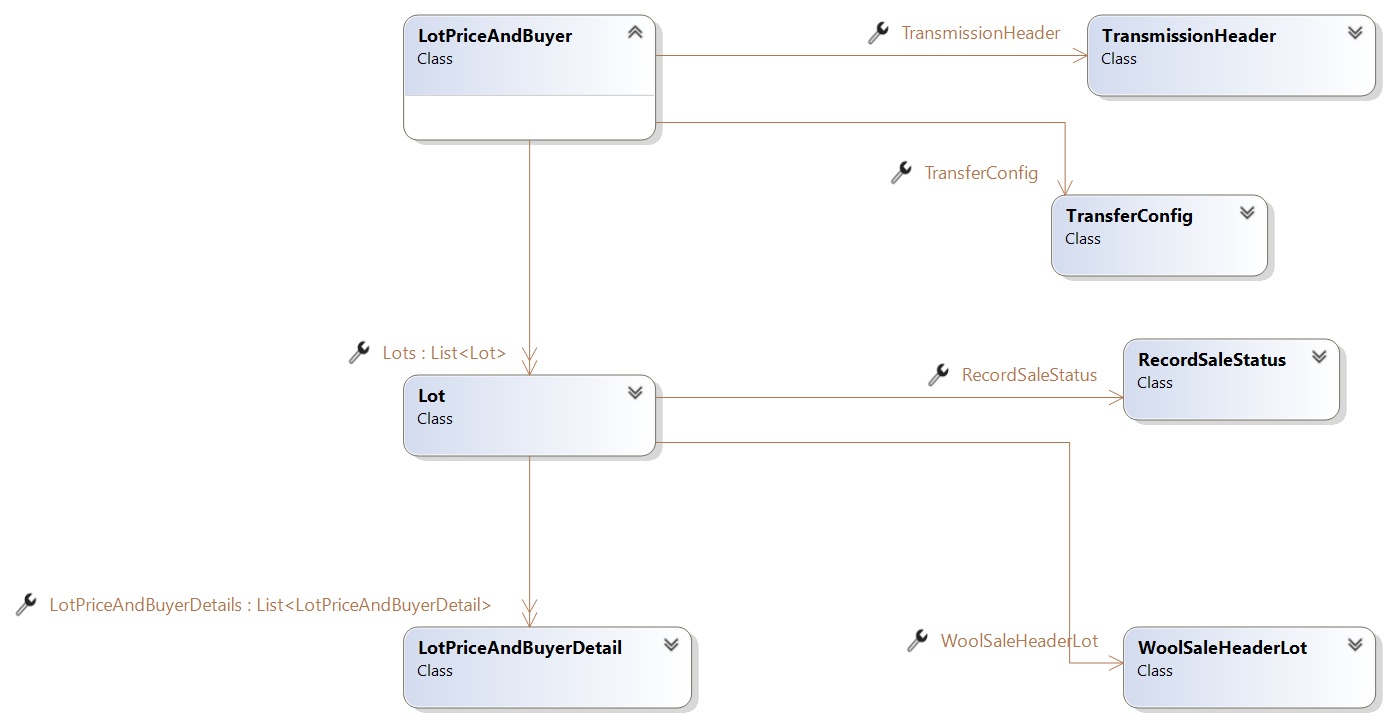 LotPriceAndBuyer
Class
TransmissionHeader
TransmissionHeader
Class
TransferConfig
TransferConfig
Class
Lots : List<Lot>
Lot
Class
RecordSaleStatus
RecordSaleStatus
Class
LotPriceAndBuyerDetails : List<LotPriceAndBuyerDetail>
LotPriceAndBuyerDetail
Class
WoolSaleHeaderLot
WoolSaleHeaderLot
Class